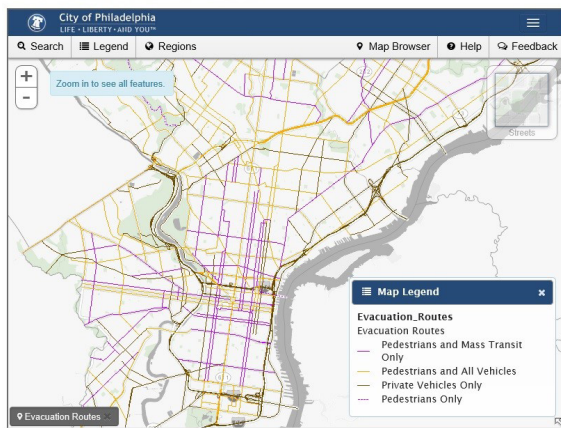 City of Philadelphia
LIFE • LIBERTY • AND YOU™
Search Legend Regions Map Browser Help Feedback
+
−
Zoom in to see all features.
Streets
Map Legend ×
Evacuation_Routes
Evacuation Routes
Pedestrians and Mass Transit
Only
Pedestrians and All Vehicles
Private Vehicles Only
Pedestrians Only
Evacuation Routes ×